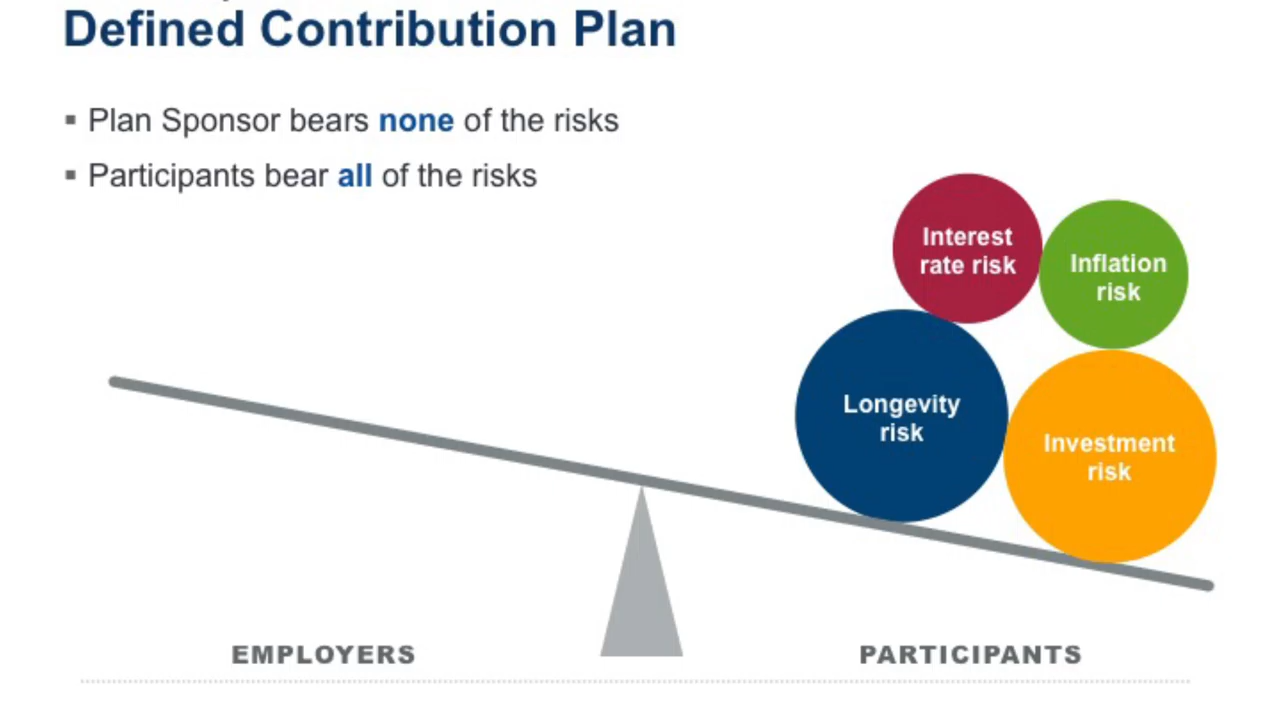 Defined Contribution Plan
▪ Plan Sponsor bears none of the risks
▪ Participants bear all of the risks
Interest
rate risk
Inflation
risk
Longevity
risk
Investment
risk
EMPLOYERS
PARTICIPANTS